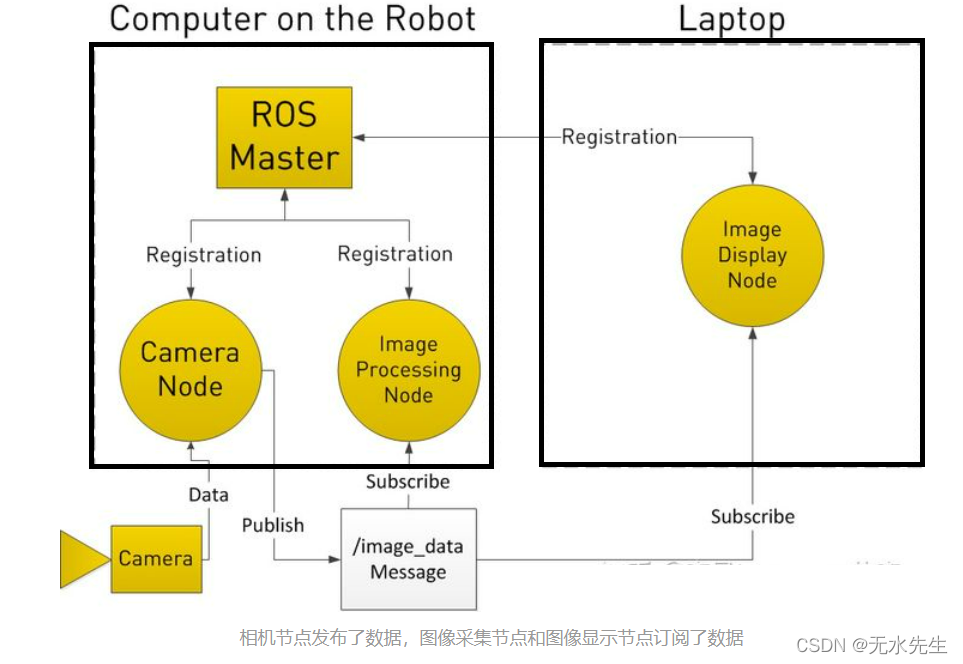 Computer on the Robot
Laptop
ROS
Master
Registration
Registration
Registration
Image
Display
Node
Camera
Node
Image
Processing
Node
Data
Publish
Subscribe
Subscribe
Camera
/image_data
Message
相机节点发布了数据，图像采集节点和图像显示节点订阅了数据
CSDN @无水先生